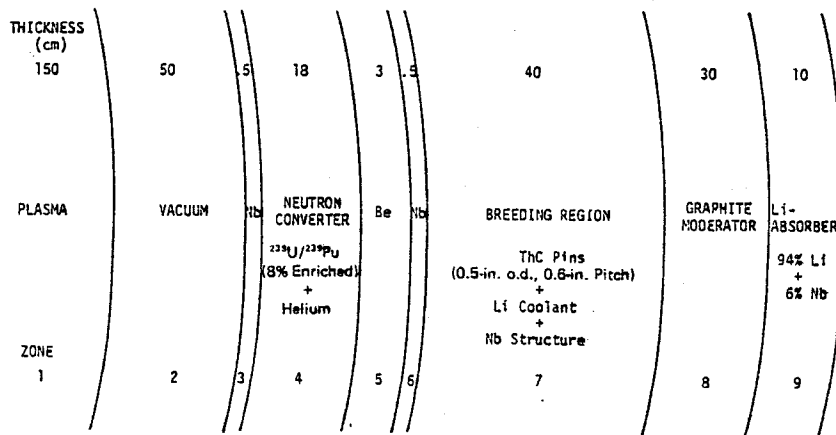 THICKNESS
(cm)
150 50 .5 18 3 .5 40 30 10
PLASMA VACUUM Nb NEUTRON CONVERTER Be Nb BREEDING REGION GRAPHITE MODERATOR Li-ABSORBER
²³⁹U/²³⁹Pu
(8% Enriched)
+
Helium
ThC Pins
(0.5-in. o.d., 0.6-in. Pitch)
+
Li Coolant
+
Nb Structure
94% Li
+
6% Nb
ZONE
1 2 3 4 5 6 7 8 9